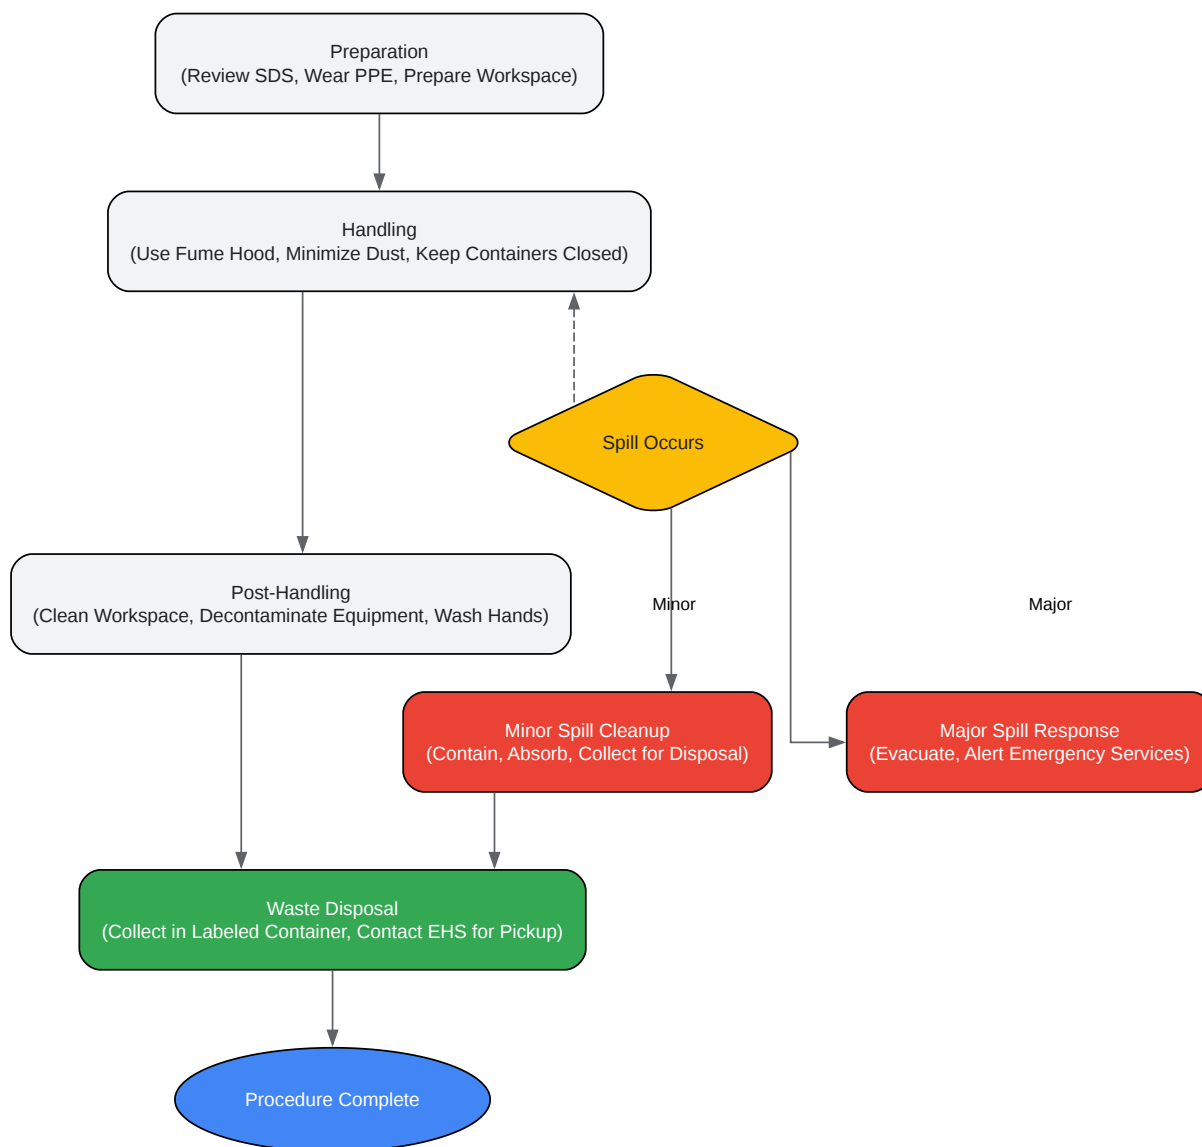 Preparation
(Review SDS, Wear PPE, Prepare Workspace)
Handling
(Use Fume Hood, Minimize Dust, Keep Containers Closed)
Spill Occurs
Post-Handling
(Clean Workspace, Decontaminate Equipment, Wash Hands)
Minor
Major
Minor Spill Cleanup
(Contain, Absorb, Collect for Disposal)
Major Spill Response
(Evacuate, Alert Emergency Services)
Waste Disposal
(Collect in Labeled Container, Contact EHS for Pickup)
Procedure Complete